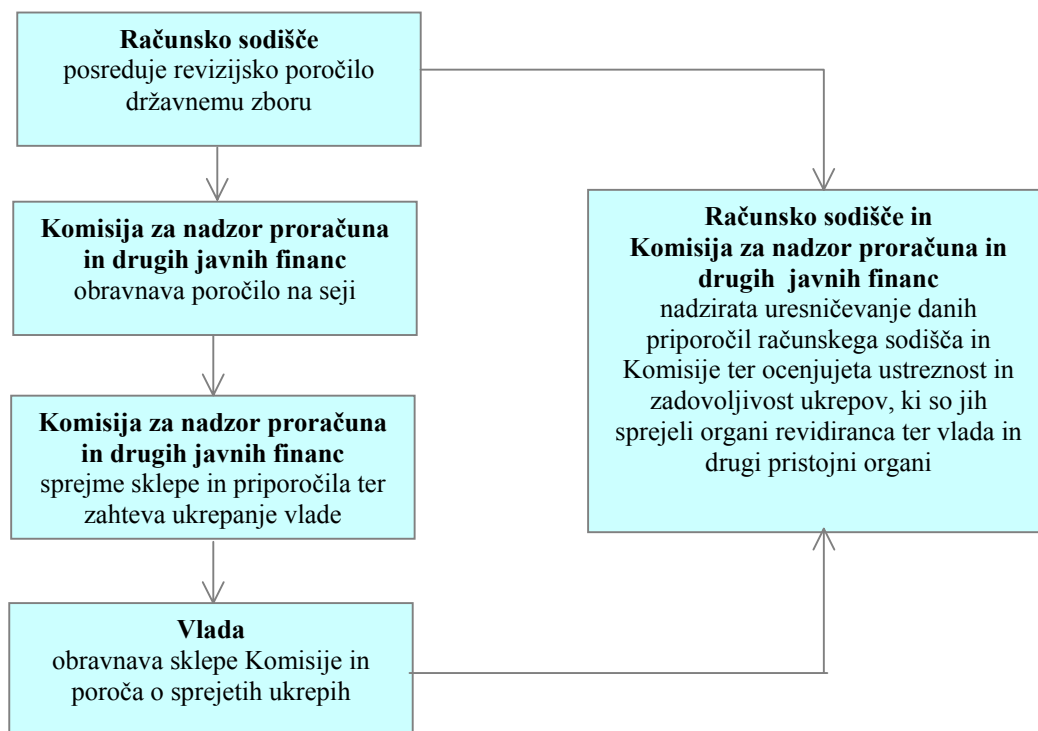 Računsko sodišče
posreduje revizijsko poročilo
državnemu zboru
Komisija za nadzor proračuna
in drugih javnih financ
obravnava poročilo na seji
Komisija za nadzor proračuna
in drugih javnih financ
sprejme sklepe in priporočila ter
zahteva ukrepanje vlade
Vlada
obravnava sklepe Komisije in
poroča o sprejetih ukrepih
Računsko sodišče in
Komisija za nadzor proračuna in
drugih javnih financ
nadzirata uresničevanje danih
priporočil računskega sodišča in
Komisije ter ocenjujeta ustreznost in
zadovoljivost ukrepov, ki so jih
sprejeli organi revidiranca ter vlada in
drugi pristojni organi